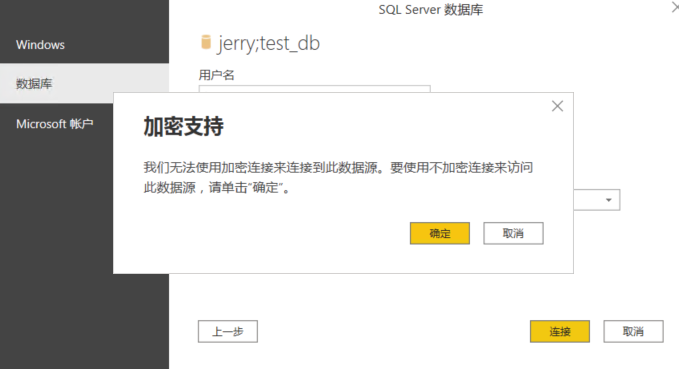 SQL Server 数据库
Windows
jerry;test_db
用户名
数据库
Microsoft 帐户
加密支持
我们无法使用加密连接来连接到此数据源。要使用不加密连接来访问
此数据源，请单击"确定"。
确定
取消
上一步
连接
取消